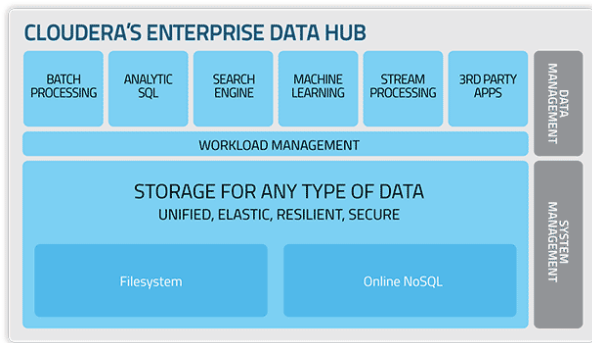 CLOUDERA'S ENTERPRISE DATA HUB
BATCH
PROCESSING
ANALYTIC
SQL
SEARCH
ENGINE
MACHINE
LEARNING
STREAM
PROCESSING
3RD PARTY
APPS
DATA
MANAGEMENT
WORKLOAD MANAGEMENT
STORAGE FOR ANY TYPE OF DATA
UNIFIED, ELASTIC, RESILIENT, SECURE
Filesystem
Online NoSQL
SYSTEM
MANAGEMENT